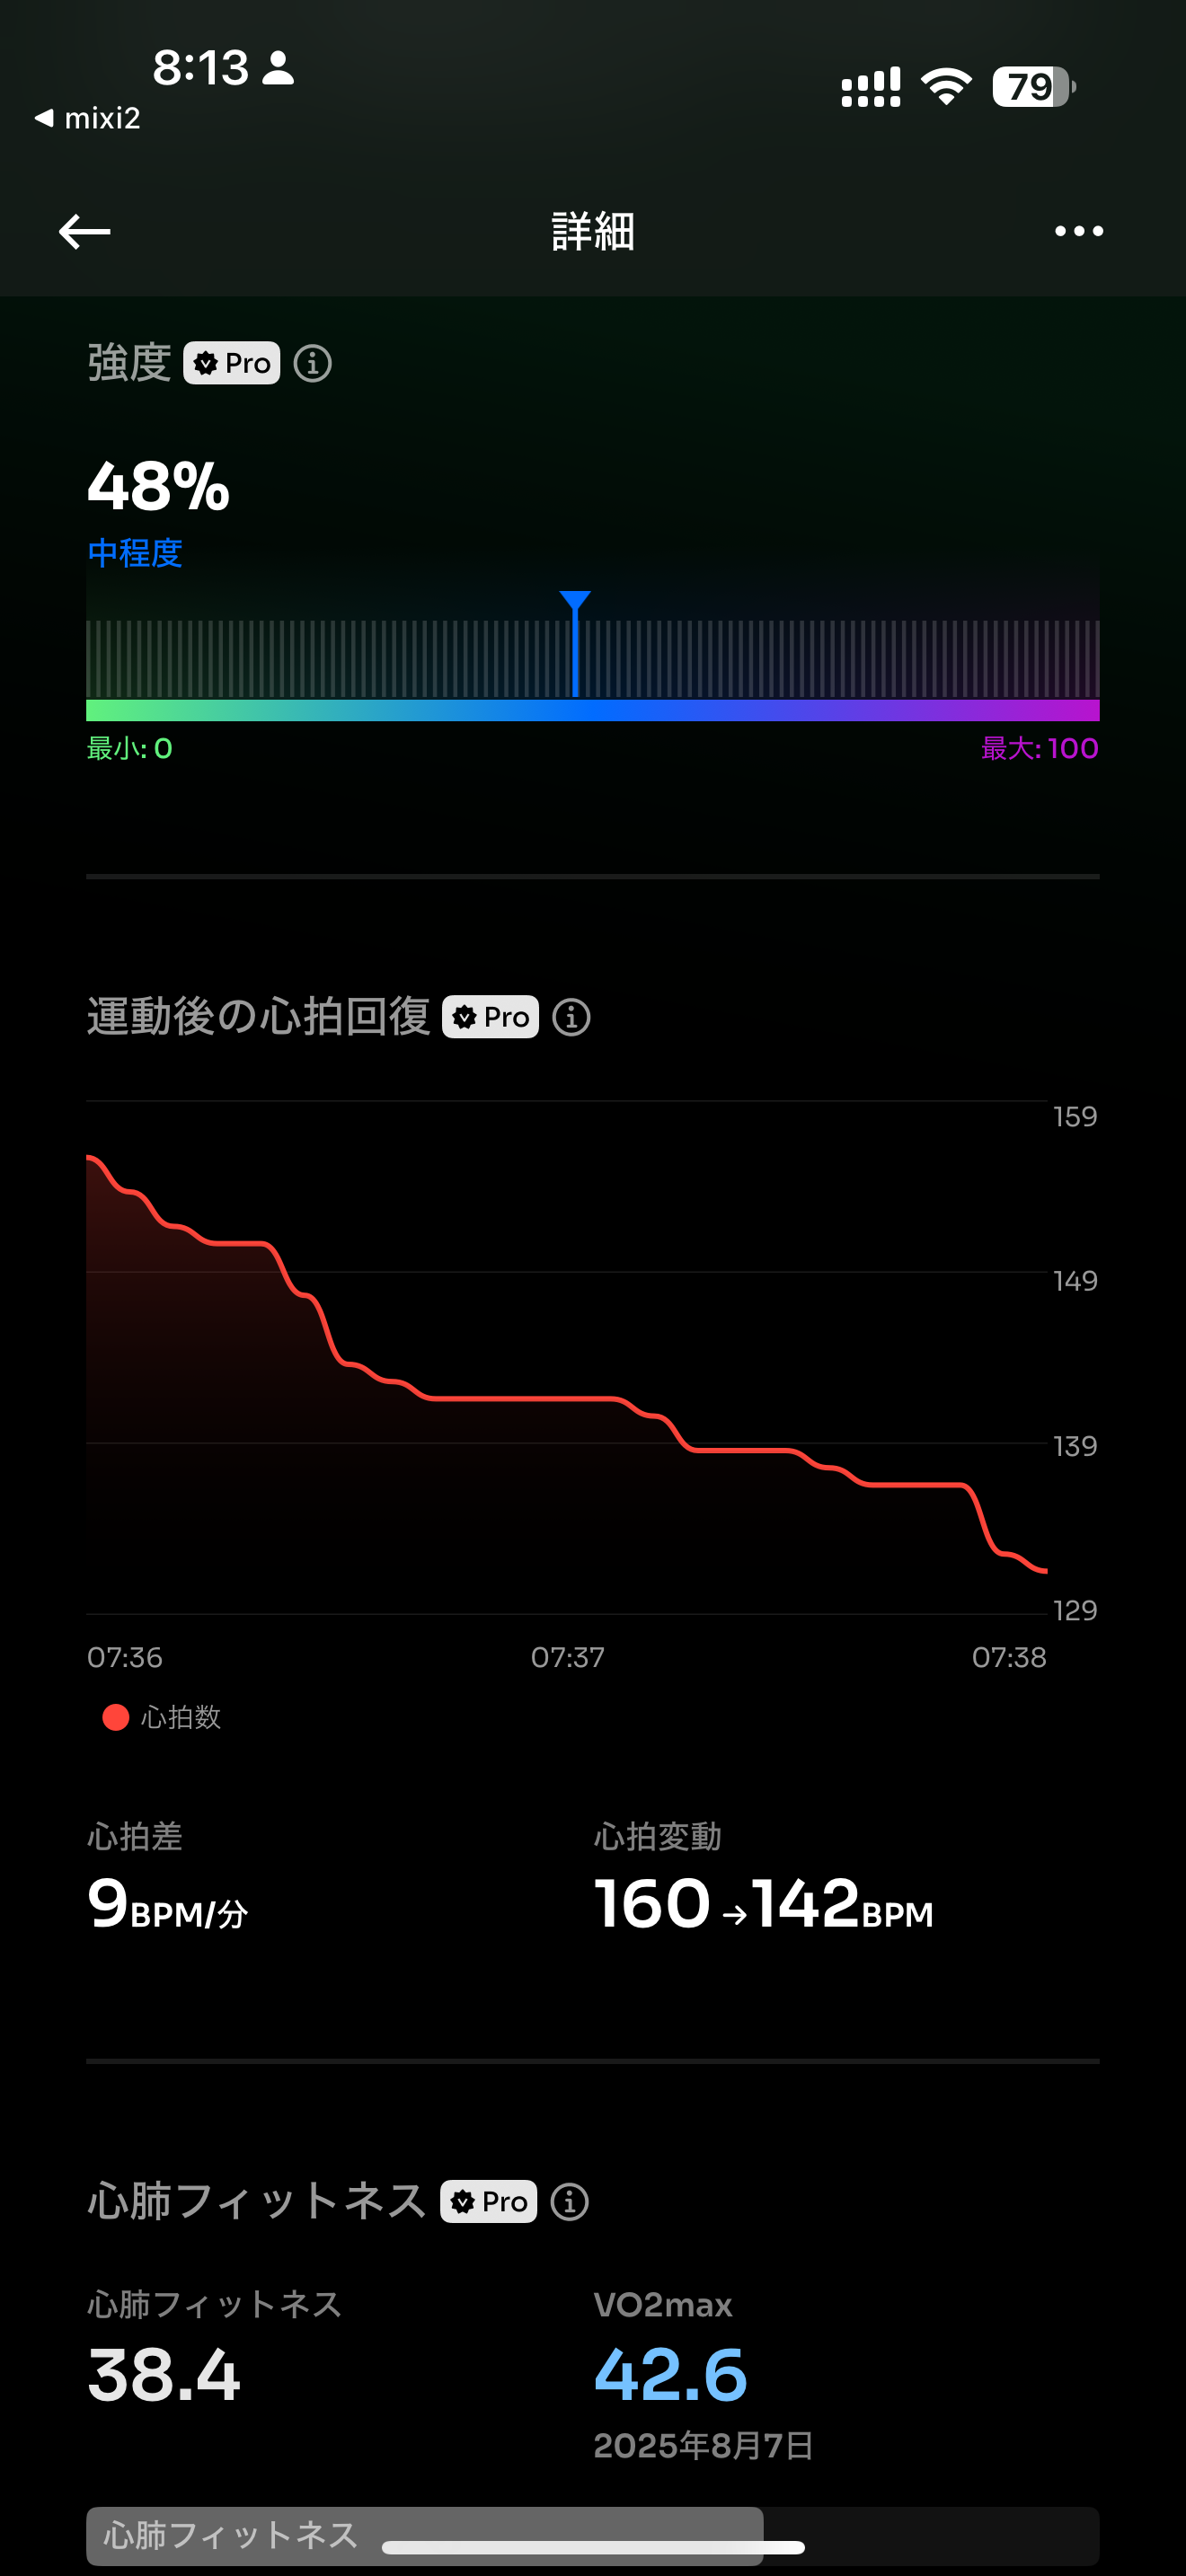 8:13
79
◀ mixi2
詳細
強度 Pro
48%
中程度
最小: 0
最大: 100
運動後の心拍回復 Pro
159
149
139
129
07:36
07:37
07:38
心拍数
心拍差
9BPM/分
心拍変動
160→142BPM
心肺フィットネス Pro
心肺フィットネス
38.4
VO2max
42.6
2025年8月7日
心肺フィットネス